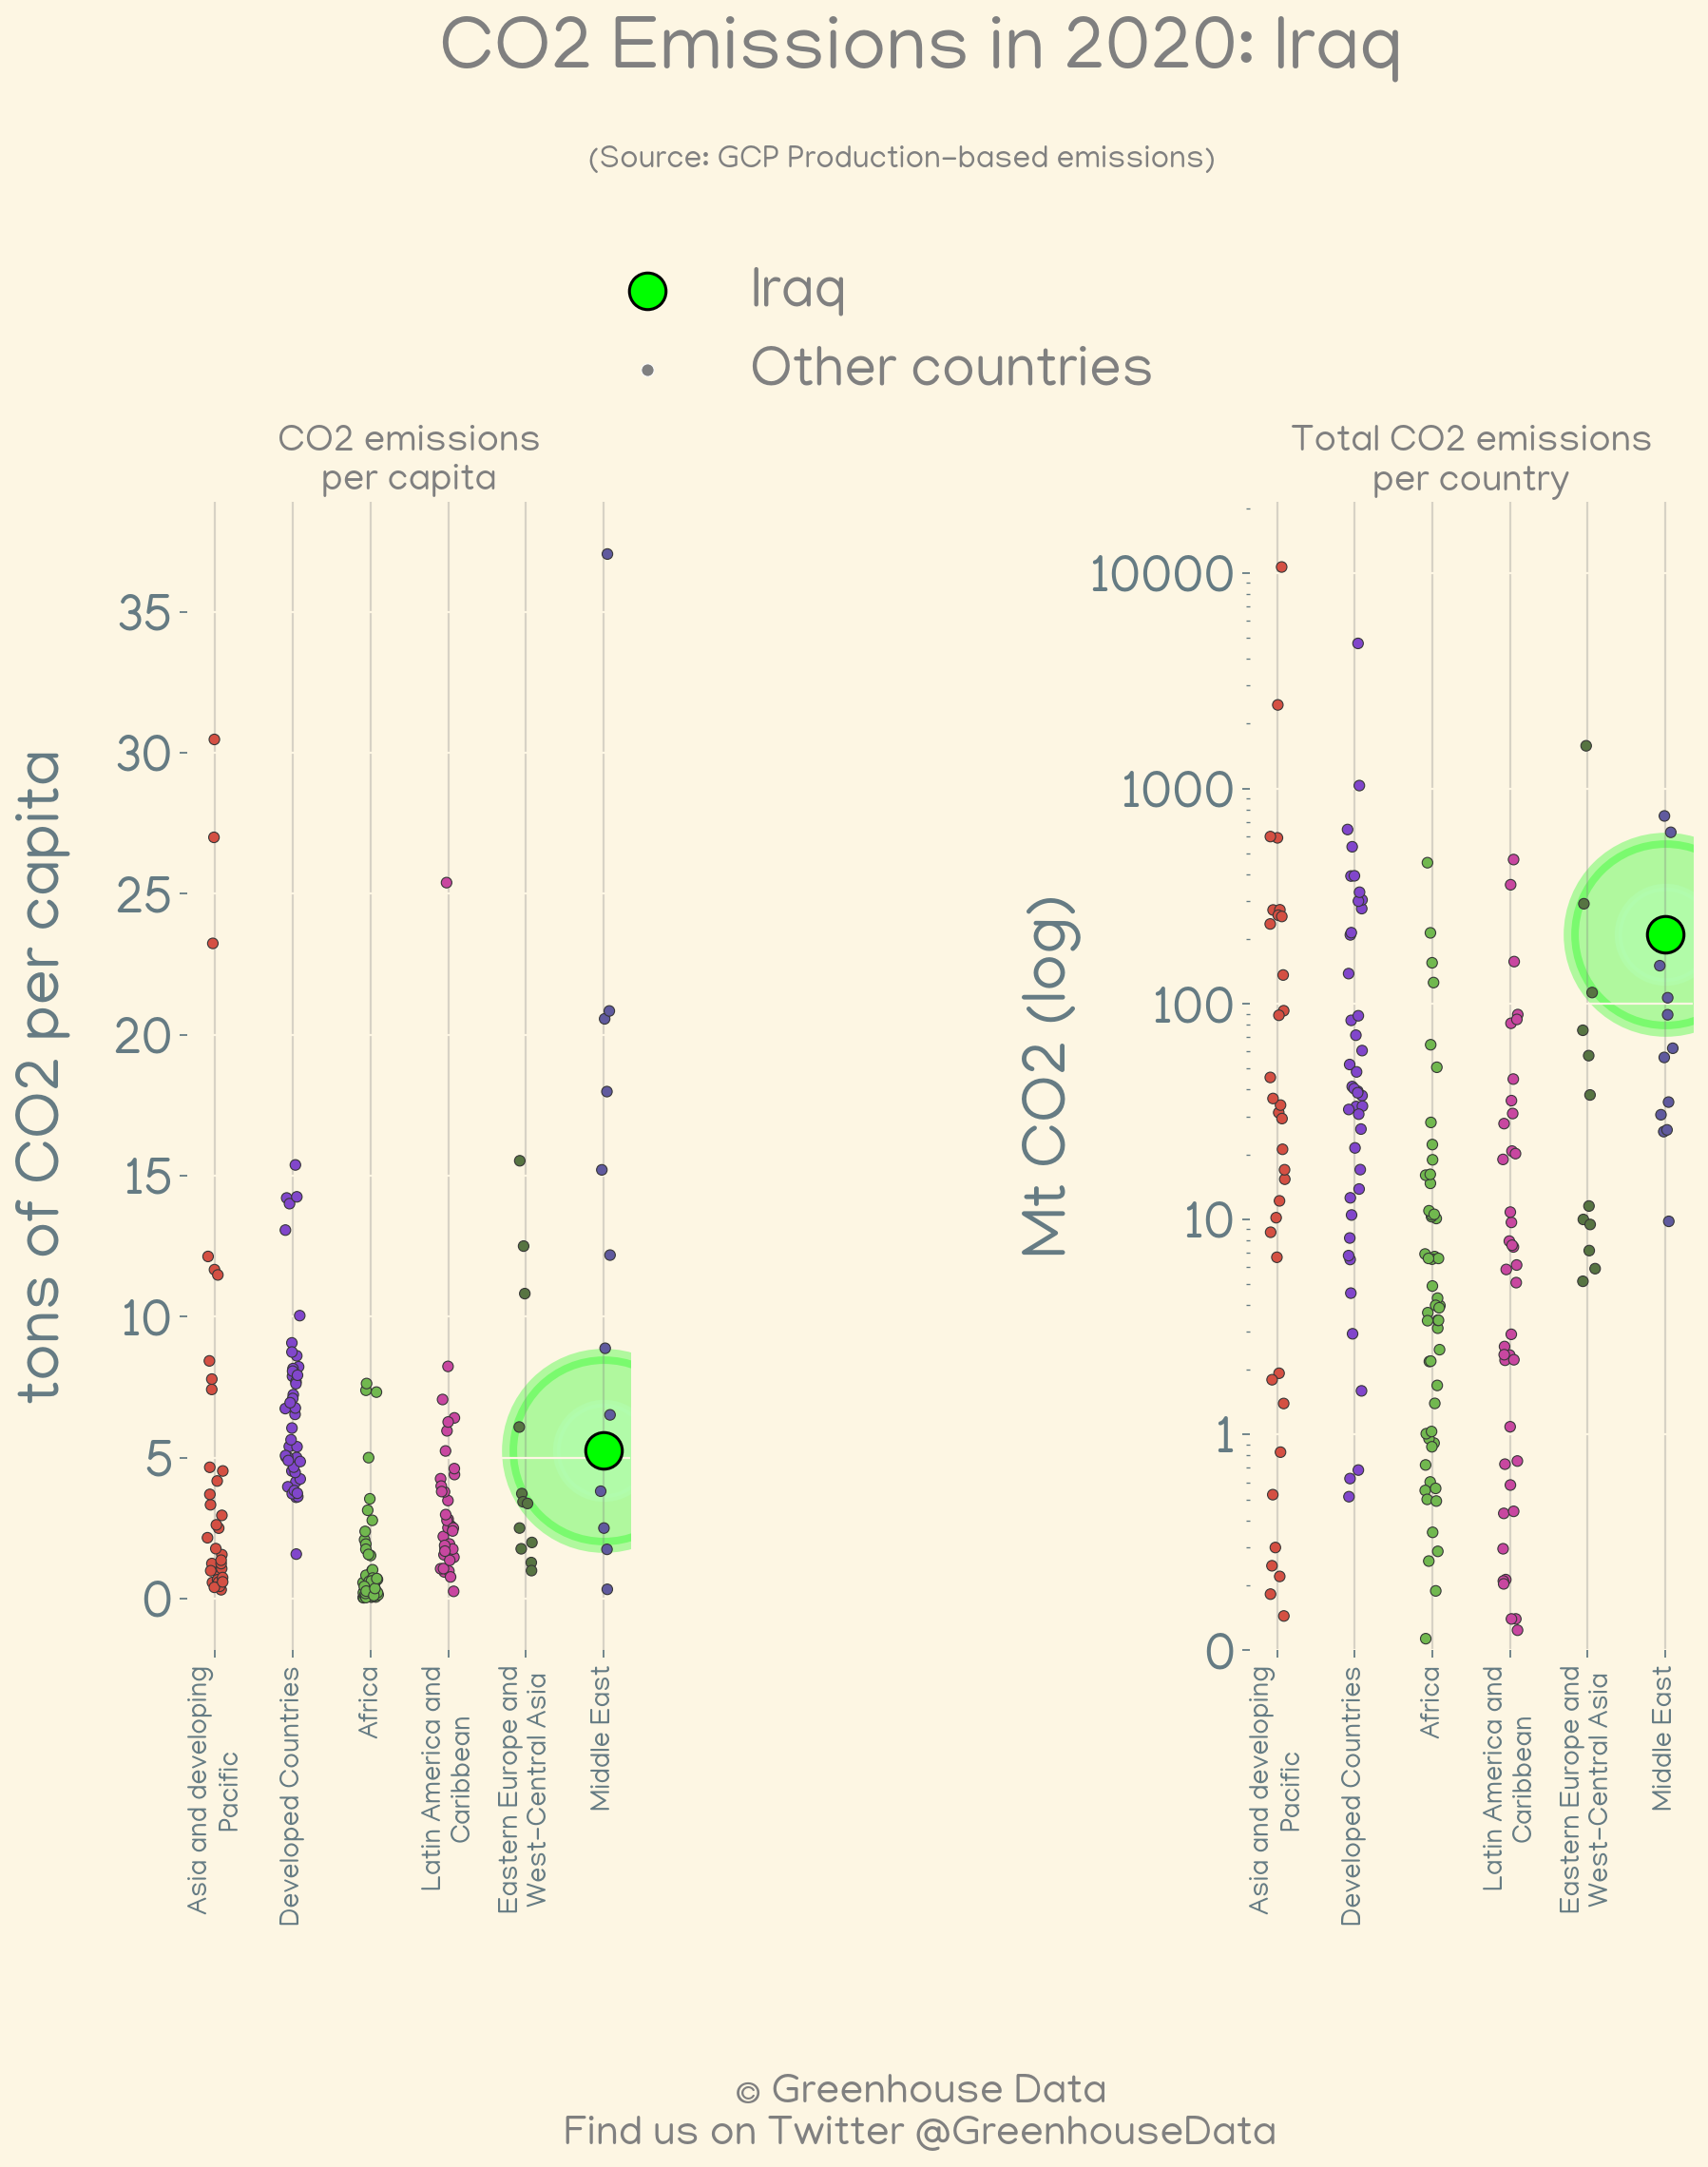 CO2 Emissions in 2020: Iraq
(Source: GCP Production-based emissions)
Iraq
Other countries
CO2 emissions
per capita
tons of CO2 per capita
35
30
25
20
15
10
5
0
Asia and developing
Pacific
Developed Countries
Africa
Latin America and
Caribbean
Eastern Europe and
West-Central Asia
Middle East
Total CO2 emissions
per country
Mt CO2 (log)
10000
1000
100
10
1
0
Asia and developing
Pacific
Developed Countries
Africa
Latin America and
Caribbean
Eastern Europe and
West-Central Asia
Middle East
© Greenhouse Data
Find us on Twitter @GreenhouseData